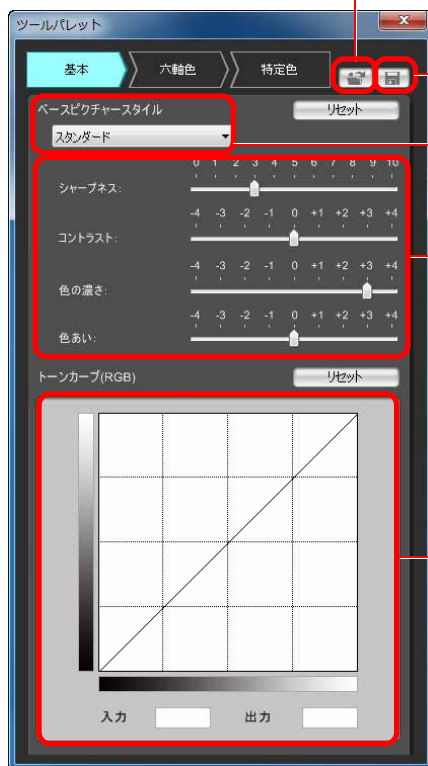 ツールパレット
基本 六軸色 特定色
ベースピクチャースタイル リセット
スタンダード
0 1 2 3 4 5 6 7 8 9 10
シャープネス:
-4 -3 -2 -1 0 +1 +2 +3 +4
コントラスト:
-4 -3 -2 -1 0 +1 +2 +3 +4
色の濃さ:
-4 -3 -2 -1 0 +1 +2 +3 +4
色あい:
トーンカーブ(RGB) リセット
入力 出力